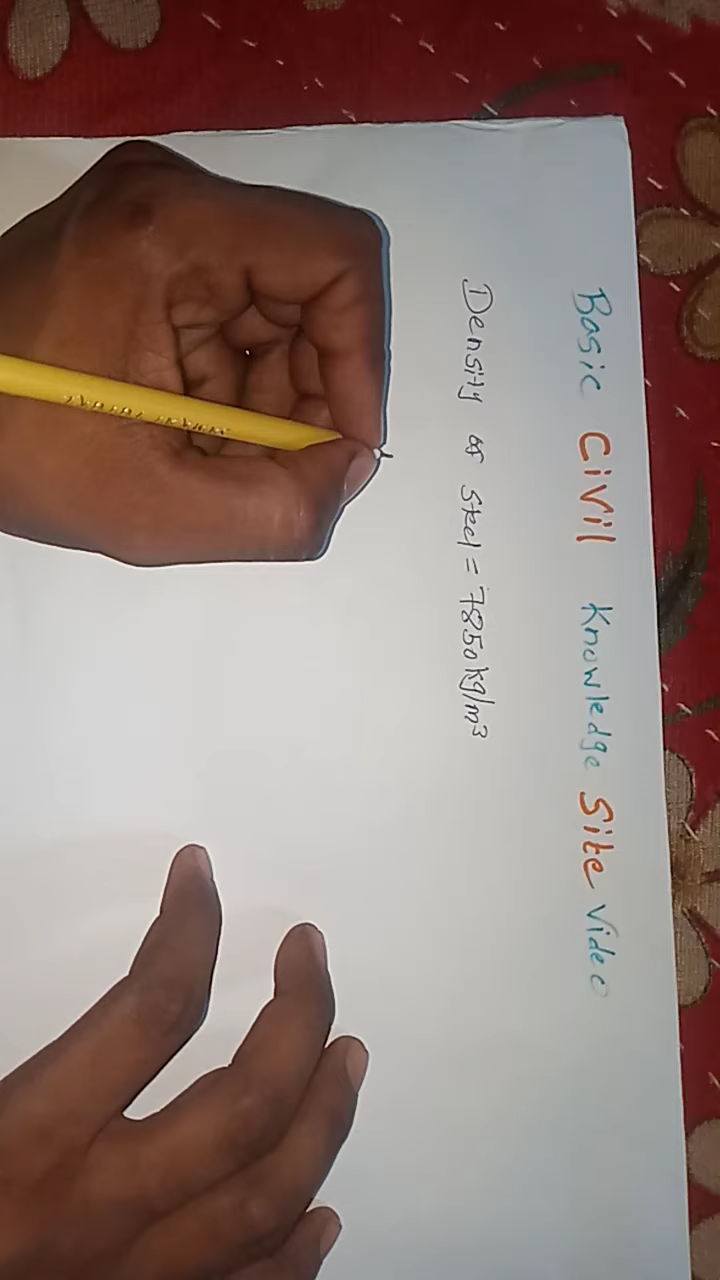 Basic Civil Knowledge Site Video
Density of Steel = 7850 kg/m³